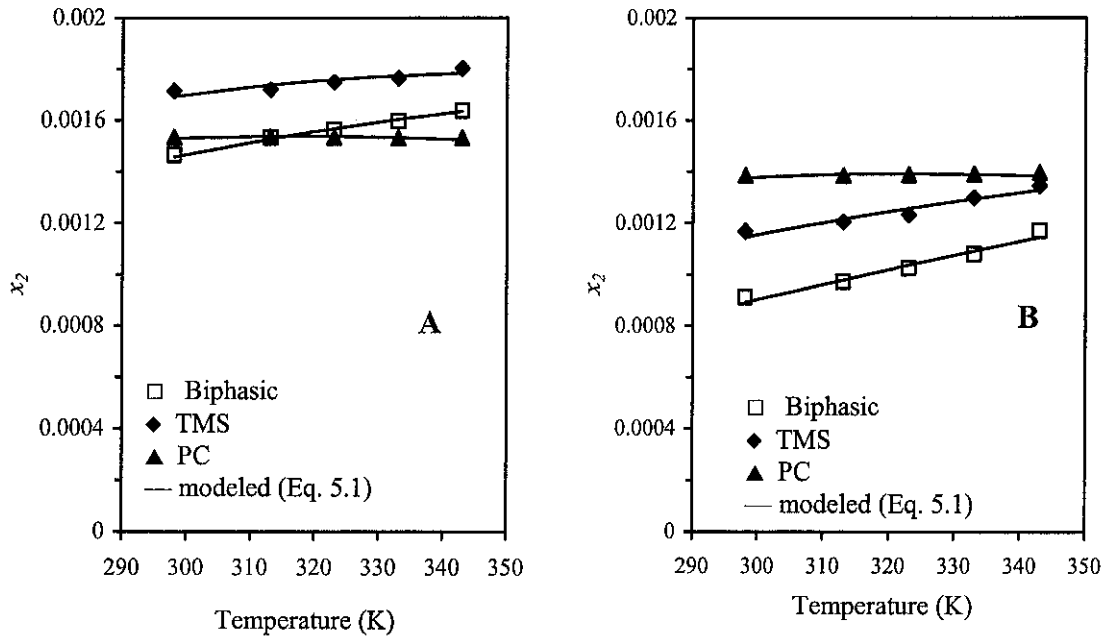 0.002
0.0016
0.0012
x2
0.0008
A
Biphasic
TMS
0.0004
PC
modeled (Eq. 5.1)
0
290 300 310 320 330 340 350
Temperature (K)
0.002
0.0016
0.0012
x2
0.0008
B
Biphasic
TMS
0.0004
PC
modeled (Eq. 5.1)
0
290 300 310 320 330 340 350
Temperature (K)